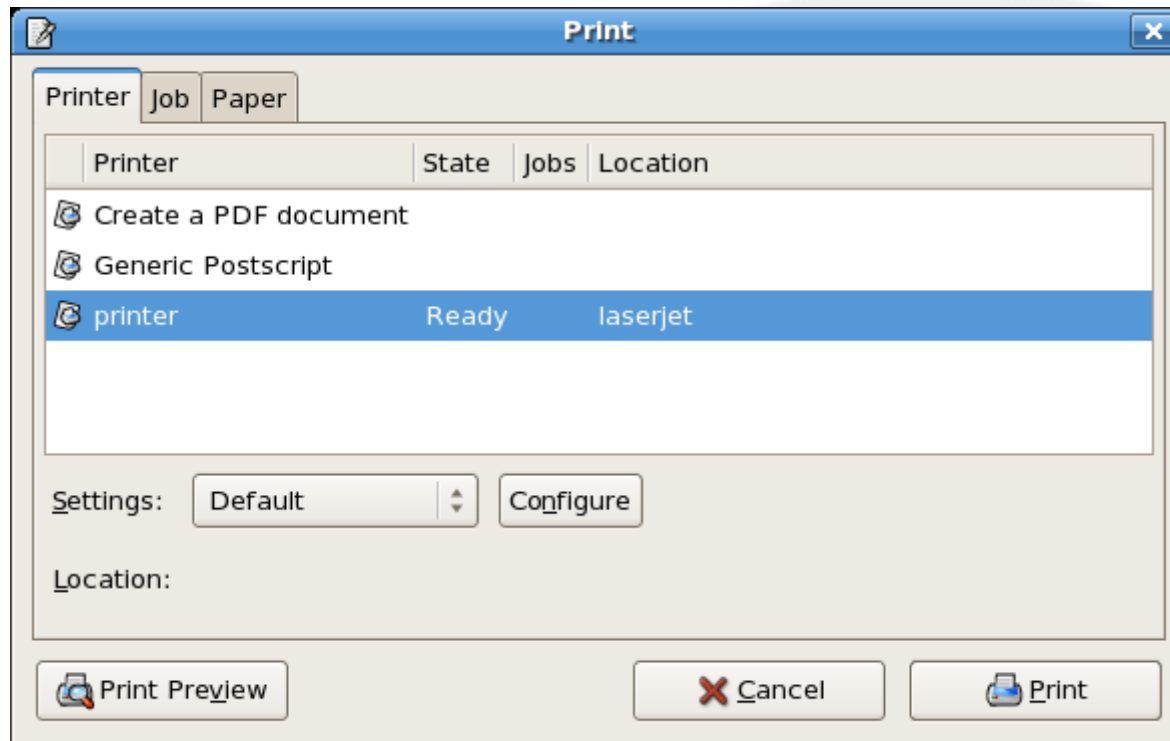 Print
Printer Job Paper
Printer State Jobs Location
Create a PDF document
Generic Postscript
printer Ready laserjet
Settings: Default Configure
Location:
Print Preview Cancel Print